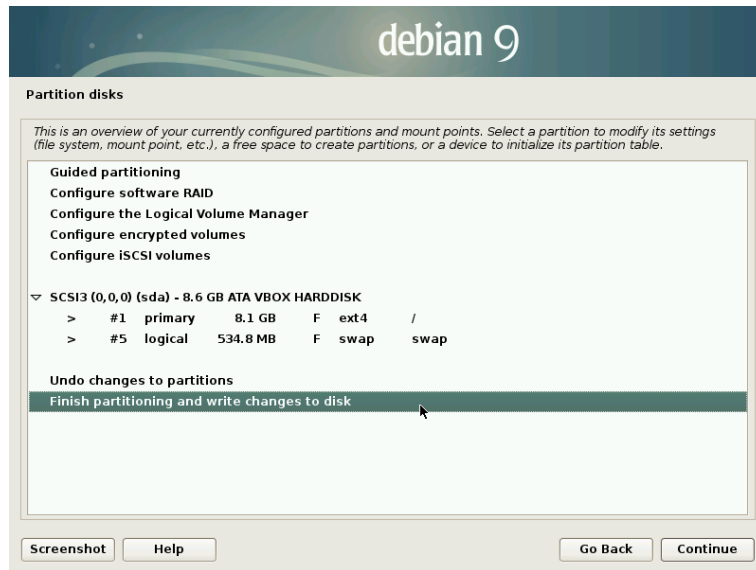 debian 9
Partition disks
This is an overview of your currently configured partitions and mount points. Select a partition to modify its settings
(file system, mount point, etc.), a free space to create partitions, or a device to initialize its partition table.
Guided partitioning
Configure software RAID
Configure the Logical Volume Manager
Configure encrypted volumes
Configure iSCSI volumes
SCSI3 (0,0,0) (sda) - 8.6 GB ATA VBOX HARDDISK
> #1 primary 8.1 GB F ext4 /
> #5 logical 534.8 MB F swap swap
Undo changes to partitions
Finish partitioning and write changes to disk
Screenshot Help Go Back Continue